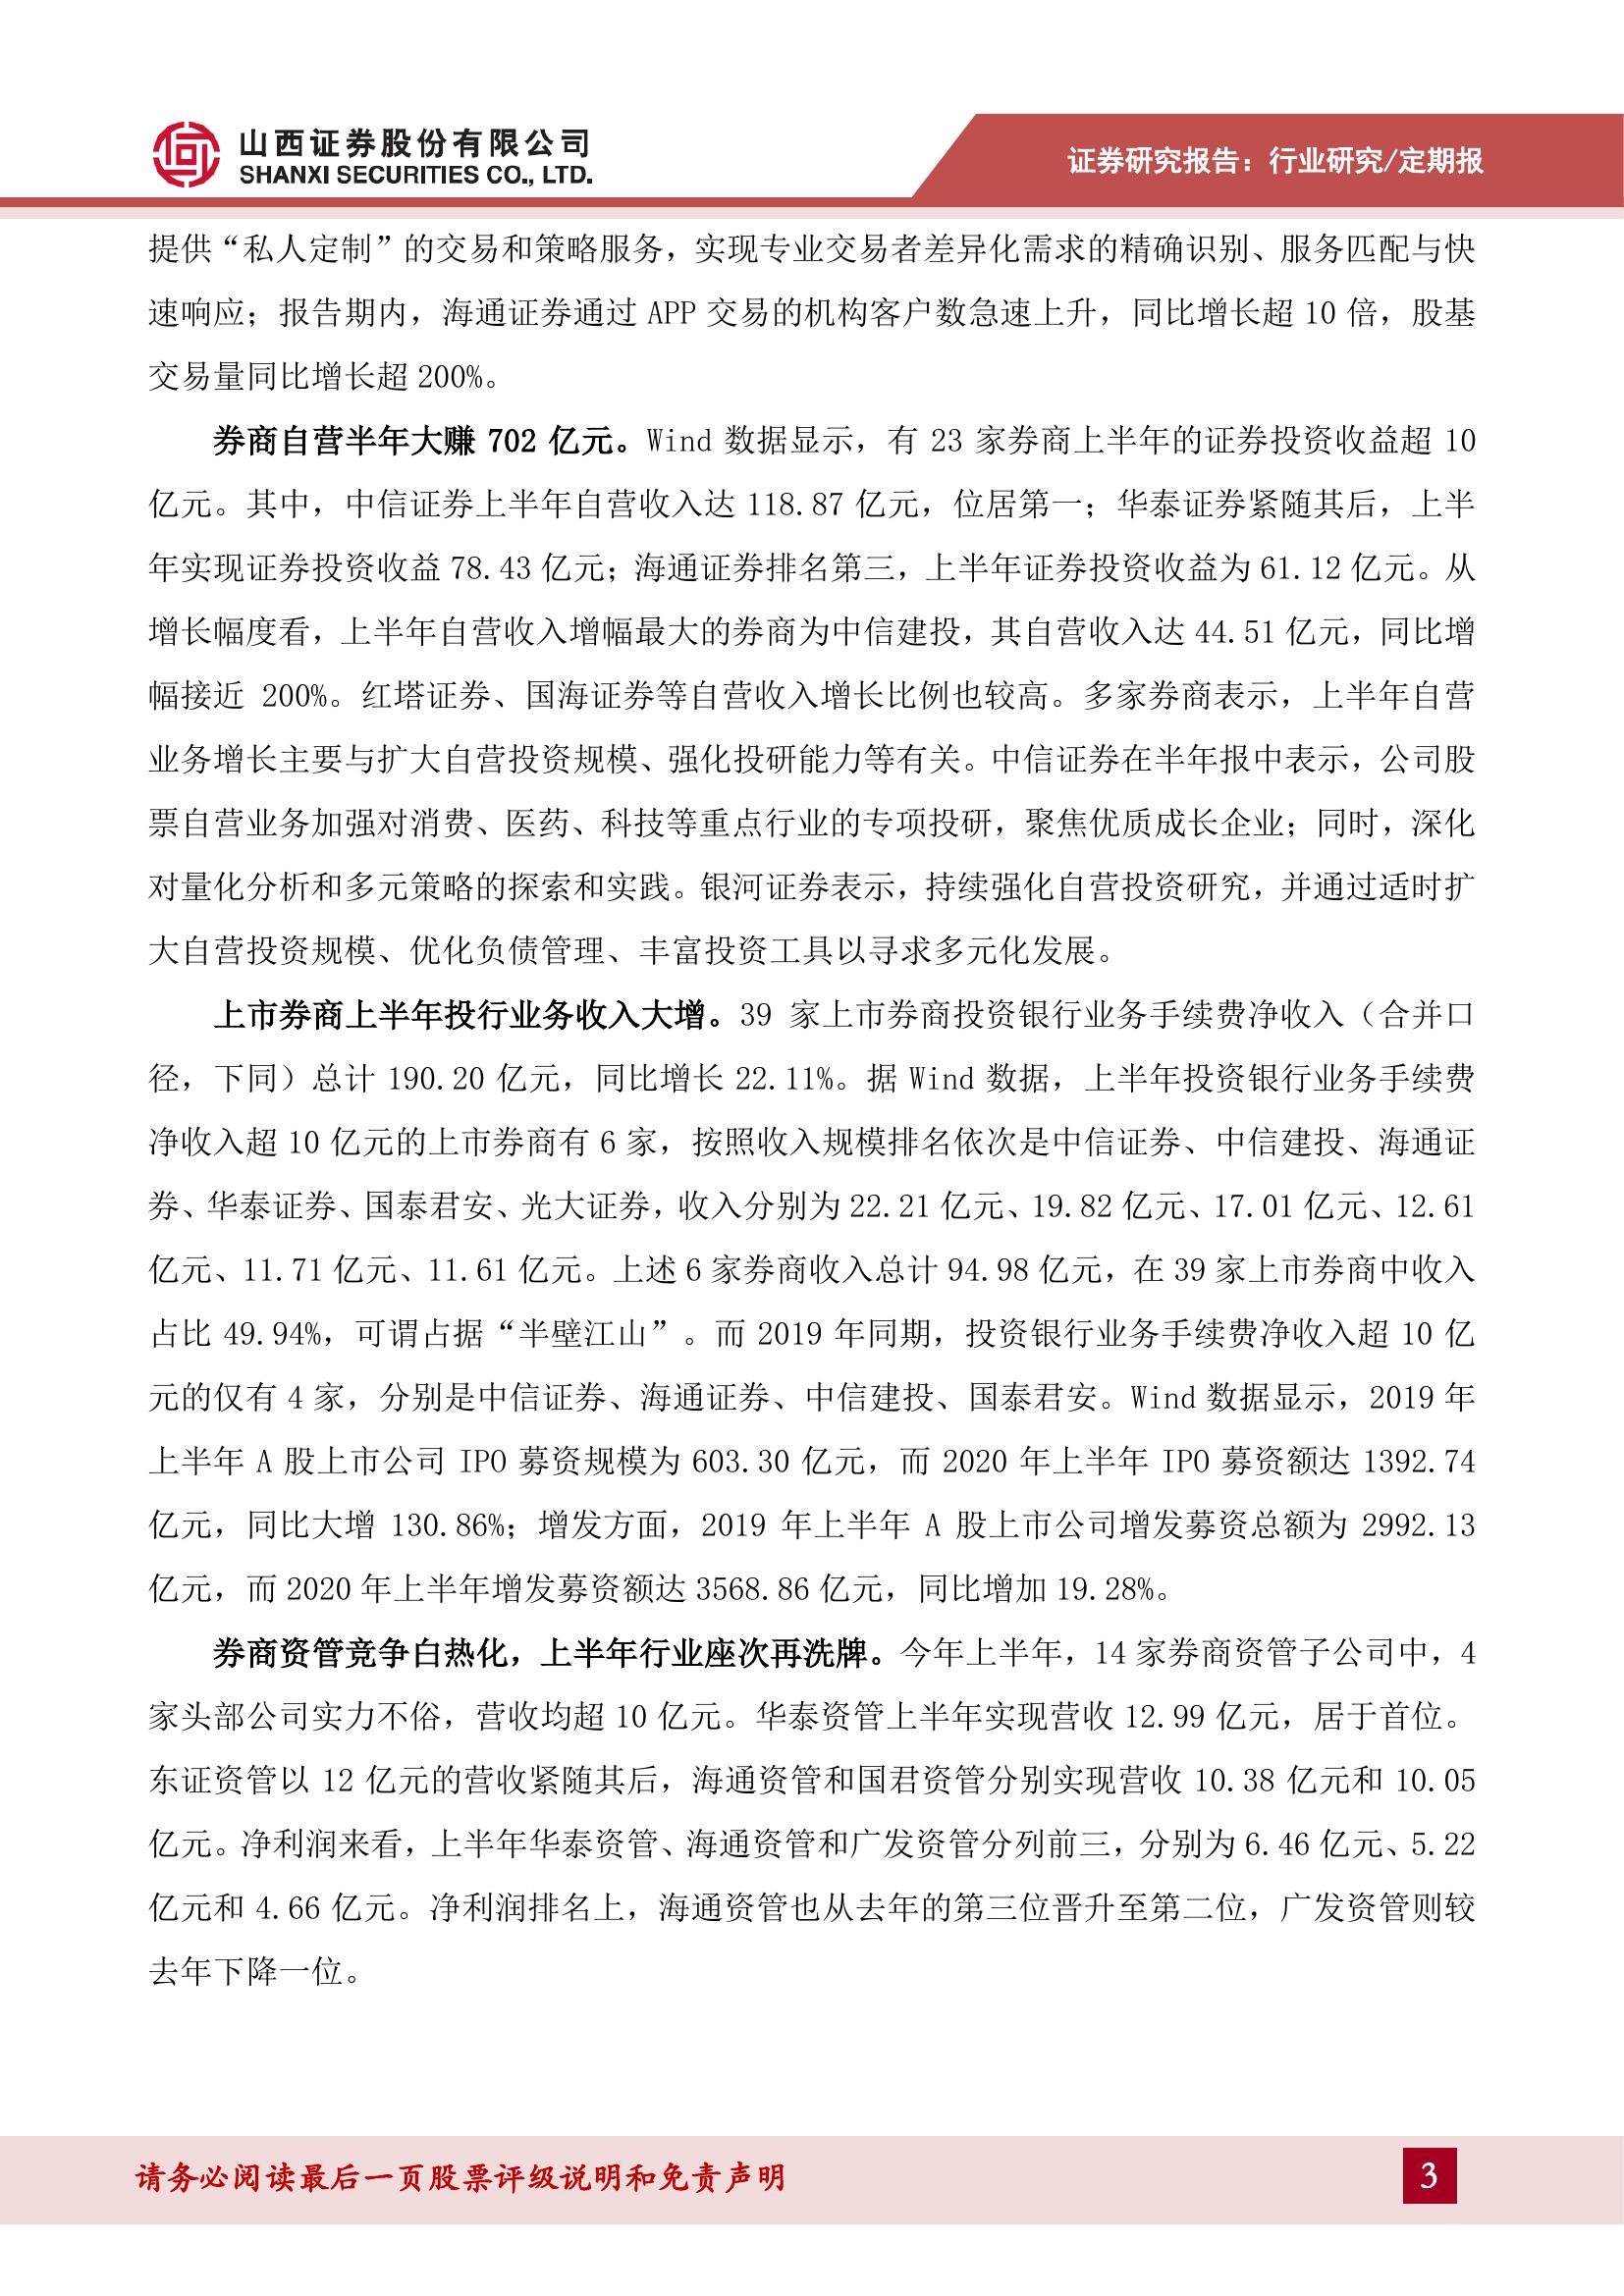 山西证券股份有限公司
SHANXI SECURITIES CO., LTD.
证券研究报告：行业研究/定期报
提供“私人定制”的交易和策略服务，实现专业交易者差异化需求的精确识别、服务匹配与快
速响应；报告期内，海通证券通过 APP 交易的机构客户数急速上升，同比增长超 10 倍，股基
交易量同比增长超 200%。
券商自营半年大赚 702 亿元。Wind 数据显示，有 23 家券商上半年的证券投资收益超 10
亿元。其中，中信证券上半年自营收入达 118.87 亿元，位居第一；华泰证券紧随其后，上半
年实现证券投资收益 78.43 亿元；海通证券排名第三，上半年证券投资收益为 61.12 亿元。从
增长幅度看，上半年自营收入增幅最大的券商为中信建投，其自营收入达 44.51 亿元，同比增
幅接近 200%。红塔证券、国海证券等自营收入增长比例也较高。多家券商表示，上半年自营
业务增长主要与扩大自营投资规模、强化投研能力等有关。中信证券在半年报中表示，公司股
票自营业务加强对消费、医药、科技等重点行业的专项投研，聚焦优质成长企业；同时，深化
对量化分析和多元策略的探索和实践。银河证券表示，持续强化自营投资研究，并通过适时扩
大自营投资规模、优化负债管理、丰富投资工具以寻求多元化发展。
上市券商上半年投行业务收入大增。39 家上市券商投资银行业务手续费净收入（合并口
径，下同）总计 190.20 亿元，同比增长 22.11%。据 Wind 数据，上半年投资银行业务手续费
净收入超 10 亿元的上市券商有 6 家，按照收入规模排名依次是中信证券、中信建投、海通证
券、华泰证券、国泰君安、光大证券，收入分别为 22.21 亿元、19.82 亿元、17.01 亿元、12.61
亿元、11.71 亿元、11.61 亿元。上述 6 家券商收入总计 94.98 亿元，在 39 家上市券商中收入
占比 49.94%，可谓占据“半壁江山”。而 2019 年同期，投资银行业务手续费净收入超 10 亿
元的仅有 4 家，分别是中信证券、海通证券、中信建投、国泰君安。Wind 数据显示，2019 年
上半年 A 股上市公司 IPO 募资规模为 603.30 亿元，而 2020 年上半年 IPO 募资额达 1392.74
亿元，同比大增 130.86%；增发方面，2019 年上半年 A 股上市公司增发募资总额为 2992.13
亿元，而 2020 年上半年增发募资额达 3568.86 亿元，同比增加 19.28%。
券商资管竞争白热化，上半年行业座次再洗牌。今年上半年，14 家券商资管子公司中，4
家头部公司实力不俗，营收均超 10 亿元。华泰资管上半年实现营收 12.99 亿元，居于首位。
东证资管以 12 亿元的营收紧随其后，海通资管和国君资管分别实现营收 10.38 亿元和 10.05
亿元。净利润来看，上半年华泰资管、海通资管和广发资管分列前三，分别为 6.46 亿元、5.22
亿元和 4.66 亿元。净利润排名上，海通资管也从去年的第三位晋升至第二位，广发资管则较
去年下降一位。
请务必阅读最后一页股票评级说明和免责声明
3